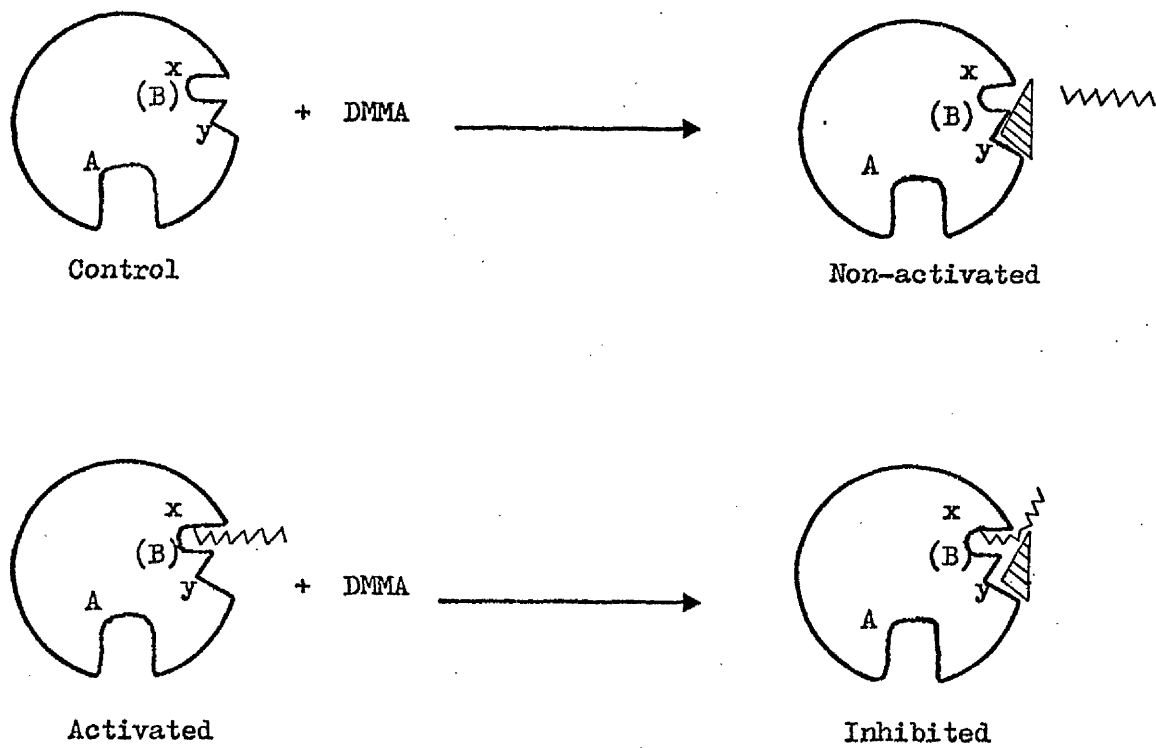 x
x
(B)
+ DMMA
(B)
y
y
A
A
Control
Non-activated
x
x
(B)
(B)
y
+ DMMA
y
A
A
Activated
Inhibited